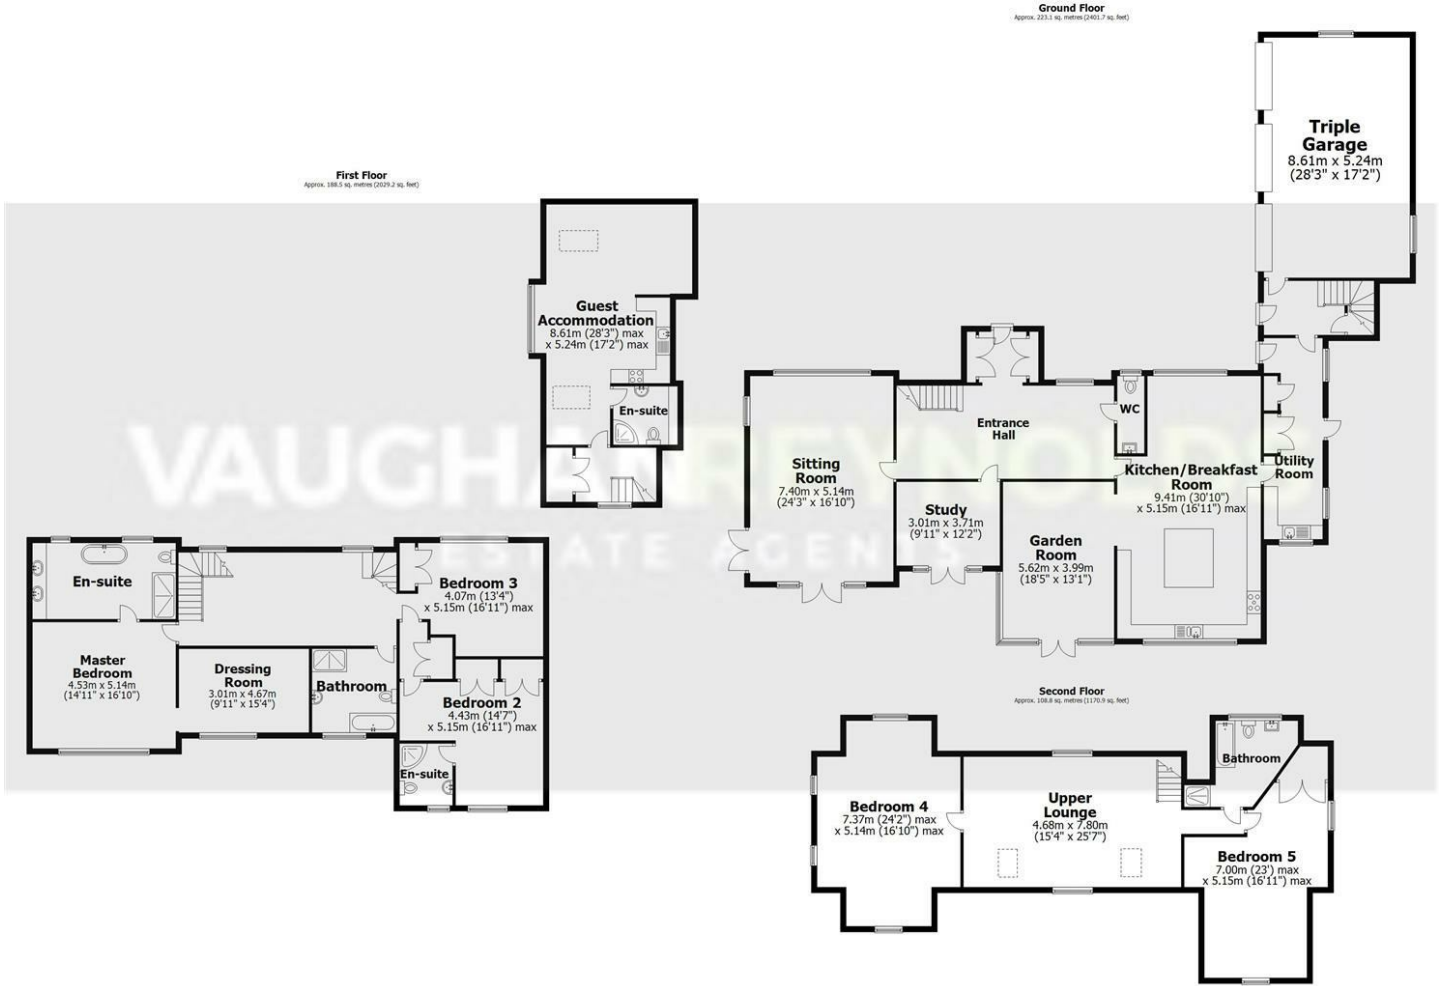 Ground Floor
Approx. 223.1 sq. metres (2401.7 sq. feet)
Triple
Garage
8.61m x 5.24m
(28'3" x 17'2")
First Floor
Approx. 188.5 sq. metres (2029.2 sq. feet)
Guest
Accommodation
8.61m (28'3") max
x 5.24m (17'2") max
En-suite
Entrance
Hall
WC
Sitting
Room
7.40m x 5.14m
(24'3" x 16'10")
Kitchen/Breakfast
Room
9.41m (30'10")
x 5.15m (16'11") max
Utility
Room
Study
3.01m x 3.71m
(9'11" x 12'2")
Garden
Room
5.62m x 3.99m
(18'5" x 13'1")
VAUGHANREYNOLDS
ESTATE AGENTS
En-suite
Bedroom 3
4.07m (13'4")
x 5.15m (16'11") max
Master
Bedroom
4.53m x 5.14m
(14'11" x 16'10")
Dressing
Room
3.01m x 4.67m
(9'11" x 15'4")
Bathroom
Bedroom 2
4.43m (14'7")
x 5.15m (16'11") max
En-suite
Second Floor
Approx. 108.8 sq. metres (1170.9 sq. feet)
Bathroom
Bedroom 4
7.37m (24'2") max
x 5.14m (16'10") max
Upper
Lounge
4.68m x 7.80m
(15'4" x 25'7")
Bedroom 5
7.00m (23') max
x 5.15m (16'11") max